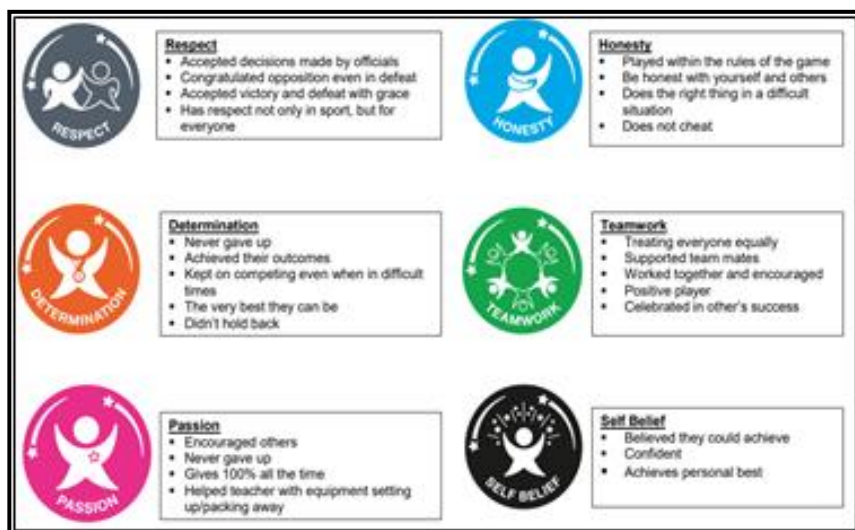 RESPECT
Respect
Accepted decisions made by officials
Congratulated opposition even in defeat
Accepted victory and defeat with grace
Has respect not only in sport, but for
everyone
HONESTY
Honesty
Played within the rules of the game
Be honest with yourself and others
Does the right thing in a difficult
situation
Does not cheat
DETERMINATION
Determination
Never gave up
Achieved their outcomes
Kept on competing even when in difficult
times
The very best they can be
Didn't hold back
TEAMWORK
Teamwork
Treating everyone equally
Supported team mates
Worked together and encouraged
Positive player
Celebrated in other's success
PASSION
Passion
Encouraged others
Never gave up
Gives 100% all the time
Helped teacher with equipment setting
up/packing away
SELF BELIEF
Self Belief
Believed they could achieve
Confident
Achieves personal best